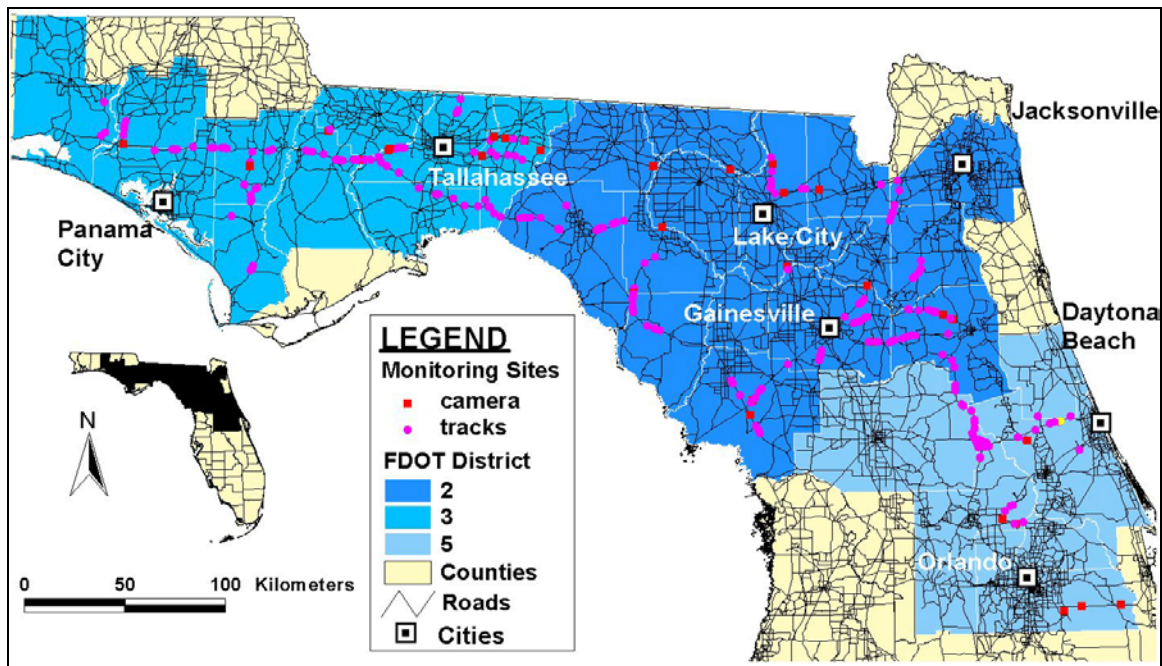 Jacksonville
Tallahassee
Panama
City
Lake City
Gainesville
Daytona
Beach
Orlando
LEGEND
Monitoring Sites
camera
tracks
FDOT District
2
3
5
Counties
Roads
Cities
N
0 50 100 Kilometers